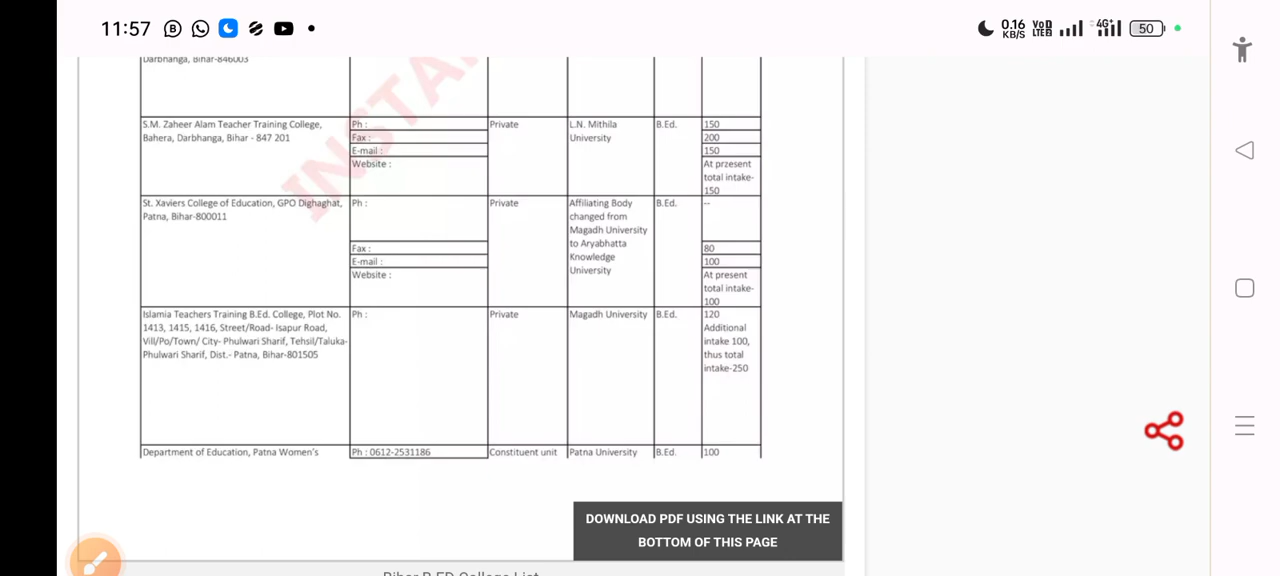 11:57
0.16 KB/S VoD LTE 4G+ 50
Darbhanga, Bihar-846003
S.M. Zaheer Alam Teacher Training College,
Bahera, Darbhanga, Bihar - 847 201
Ph :
Fax :
E-mail :
Website :
Private
L.N. Mithila
University
B.Ed.
150
200
150
At przesent
total intake-
150
St. Xaviers College of Education, GPO Dighaghat,
Patna, Bihar-800011
Ph :
Fax :
E-mail :
Website :
Private
Affiliating Body
changed from
Magadh University
to Aryabhatta
Knowledge
University
B.Ed.
--
80
100
At present
total intake-
100
Islamia Teachers Training B.Ed. College, Plot No.
1413, 1415, 1416, Street/Road- Isapur Road,
Vill/Po/Town/ City- Phulwari Sharif, Tehsil/Taluka-
Phulwari Sharif, Dist.- Patna, Bihar-801505
Ph :
Private
Magadh University
B.Ed.
120
Additional
intake 100,
thus total
intake-250
Department of Education, Patna Women's
Ph : 0612-2531186
Constituent unit
Patna University
B.Ed.
100
INSTA
DOWNLOAD PDF USING THE LINK AT THE
BOTTOM OF THIS PAGE
Bihar B.ED College List